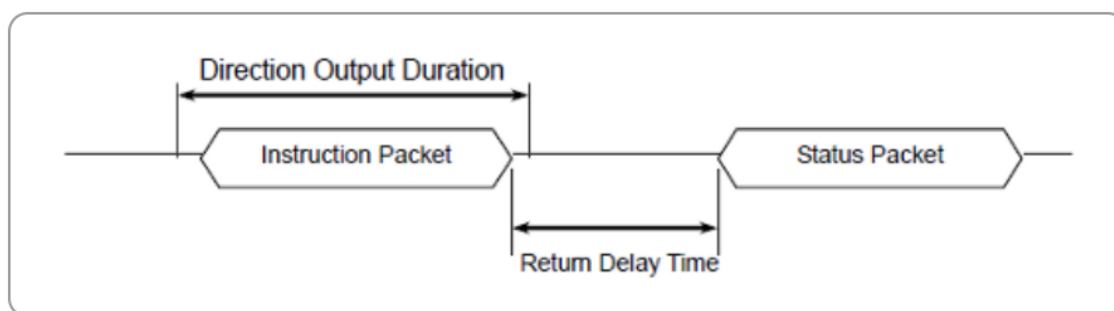 Direction Output Duration
Instruction Packet
Status Packet
Return Delay Time